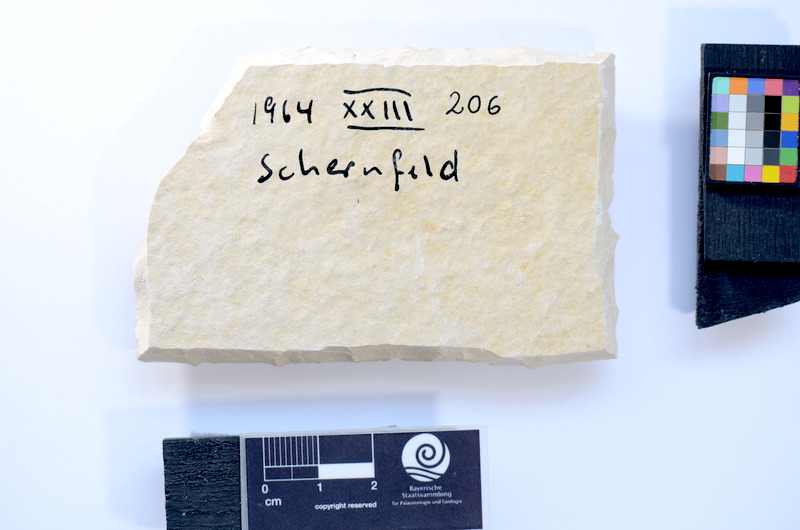 1964 XXIII 206
Schernfeld
0 1 2
cm
copyright reserved
Bayerische
Staatssammlung
für Paläontologie und Geologie